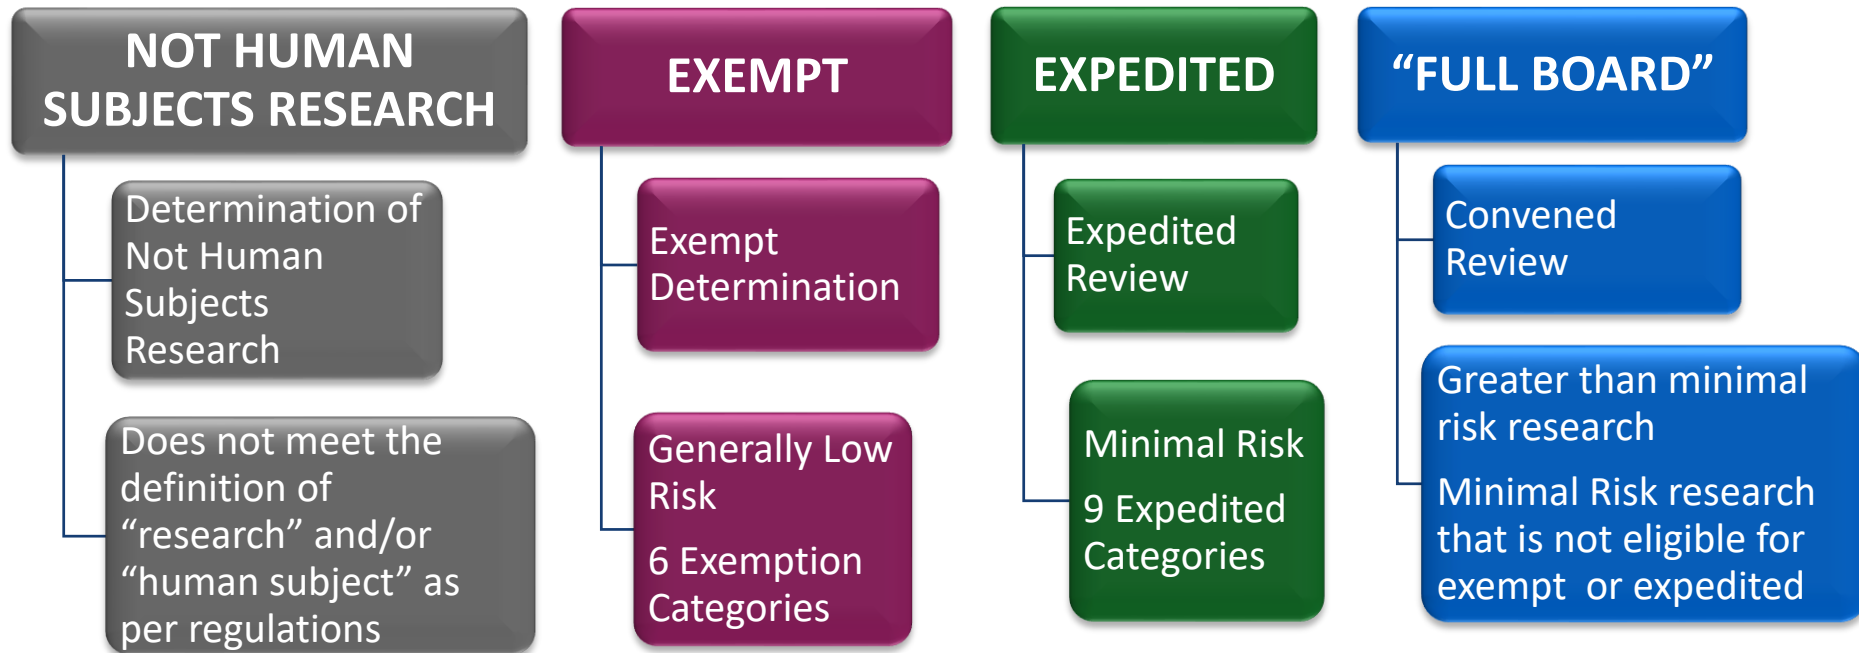 NOT HUMAN
SUBJECTS RESEARCH
Determination of
Not Human
Subjects
Research
Does not meet the
definition of
“research” and/or
“human subject” as
per regulations
EXEMPT
Exempt
Determination
Generally Low
Risk
6 Exemption
Categories
EXPEDITED
Expedited
Review
Minimal Risk
9 Expedited
Categories
“FULL BOARD”
Convened
Review
Greater than minimal
risk research
Minimal Risk research
that is not eligible for
exempt or expedited